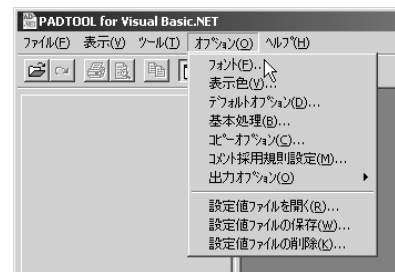 PADTOOL for Visual Basic.NET
ファイル(F) 表示(V) ツール(T) オプション(O) ヘルプ(H)
フォント(F)...
表示色(V)...
デフォルトオプション(D)...
基本処理(B)...
コピーオプション(C)...
コメント採用規則設定(M)...
出力オプション(O)
設定値ファイルを開く(R)...
設定値ファイルの保存(W)...
設定値ファイルの削除(K)...